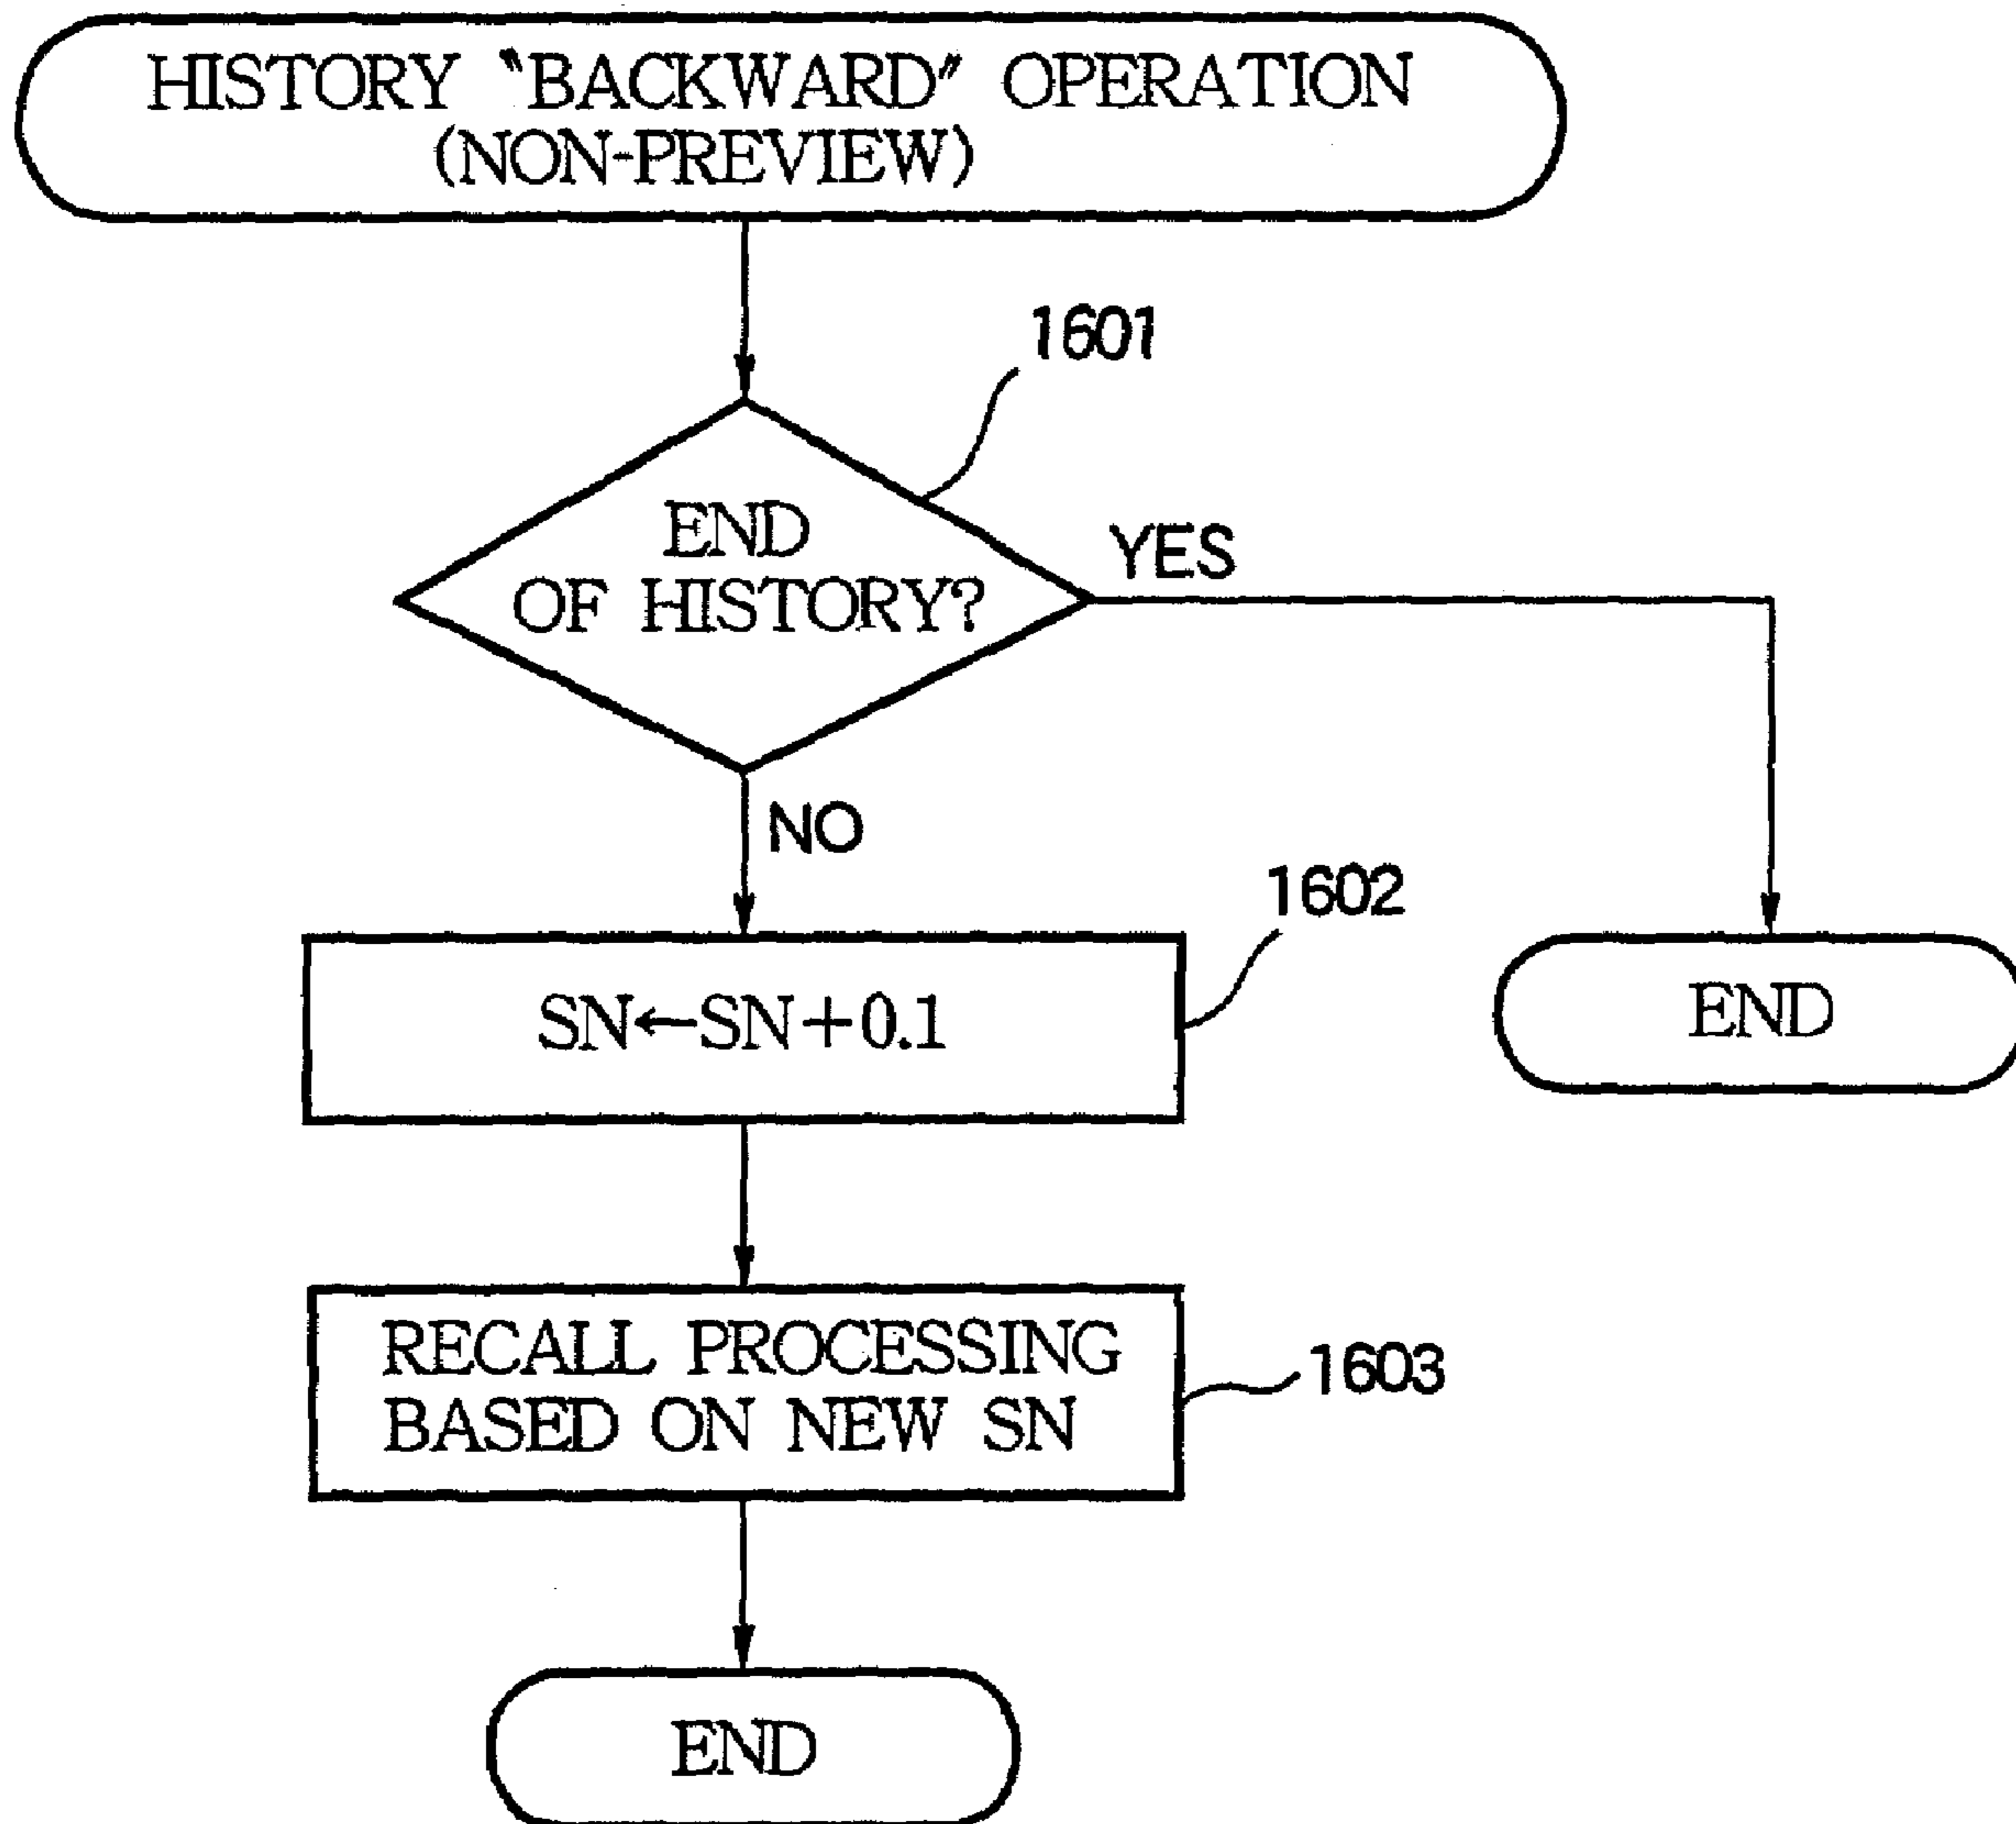 HISTORY “BACKWARD” OPERATION
(NON-PREVIEW)
1601
END
OF HISTORY?
YES
NO
1602
SN←SN+0.1
END
RECALL PROCESSING
BASED ON NEW SN
1603
END